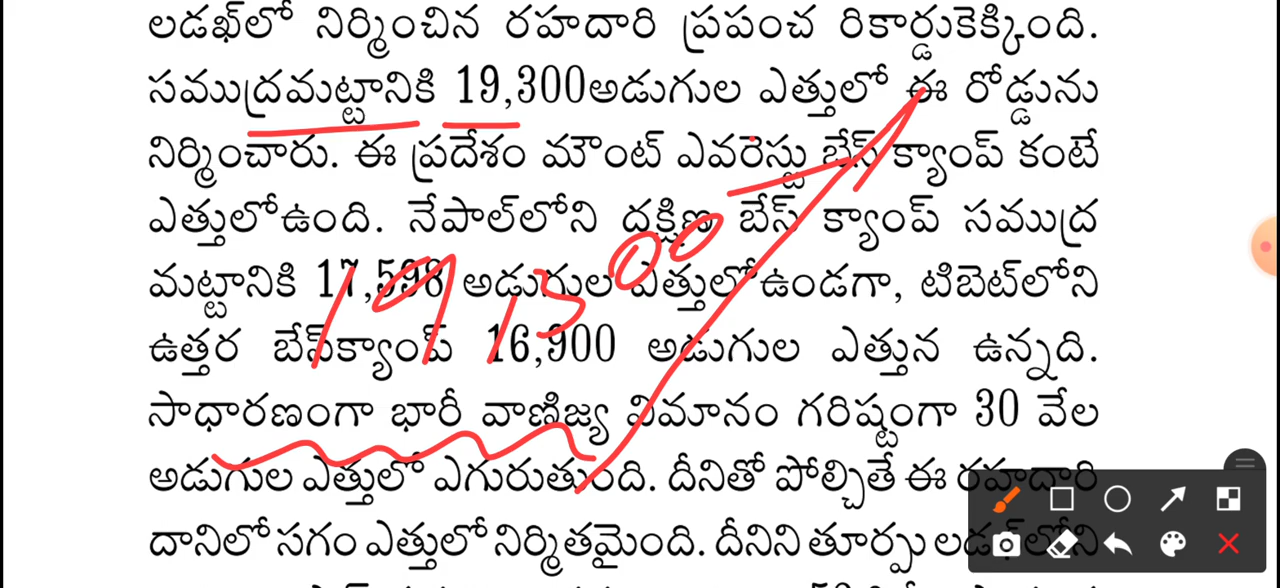 లడఖ్‌లో నిర్మించిన రహదారి ప్రపంచ రికార్డుకెక్కింది.
సముద్రమట్టానికి 19,300అడుగుల ఎత్తులో ఈ రోడ్డును
నిర్మించారు. ఈ ప్రదేశం మౌంట్ ఎవరెస్టు బేస్ క్యాంప్ కంటే
ఎత్తులోఉంది. నేపాల్‌లోని దక్షిణ బేస్ క్యాంప్ సముద్ర
మట్టానికి 17,598 అడుగుల ఎత్తులోఉండగా, టిబెట్‌లోని
19,300
ఉత్తర బేస్‌క్యాంప్ 16,900 అడుగుల ఎత్తున ఉన్నది.
సాధారణంగా భారీ వాణిజ్య విమానం గరిష్టంగా 30 వేల
అడుగుల ఎత్తులో ఎగురుతుంది. దీనితో పోల్చితే ఈ రహదారి
దానిలో సగం ఎత్తులో నిర్మితమైంది. దీనిని తూర్పు లడఖ్‌లోని